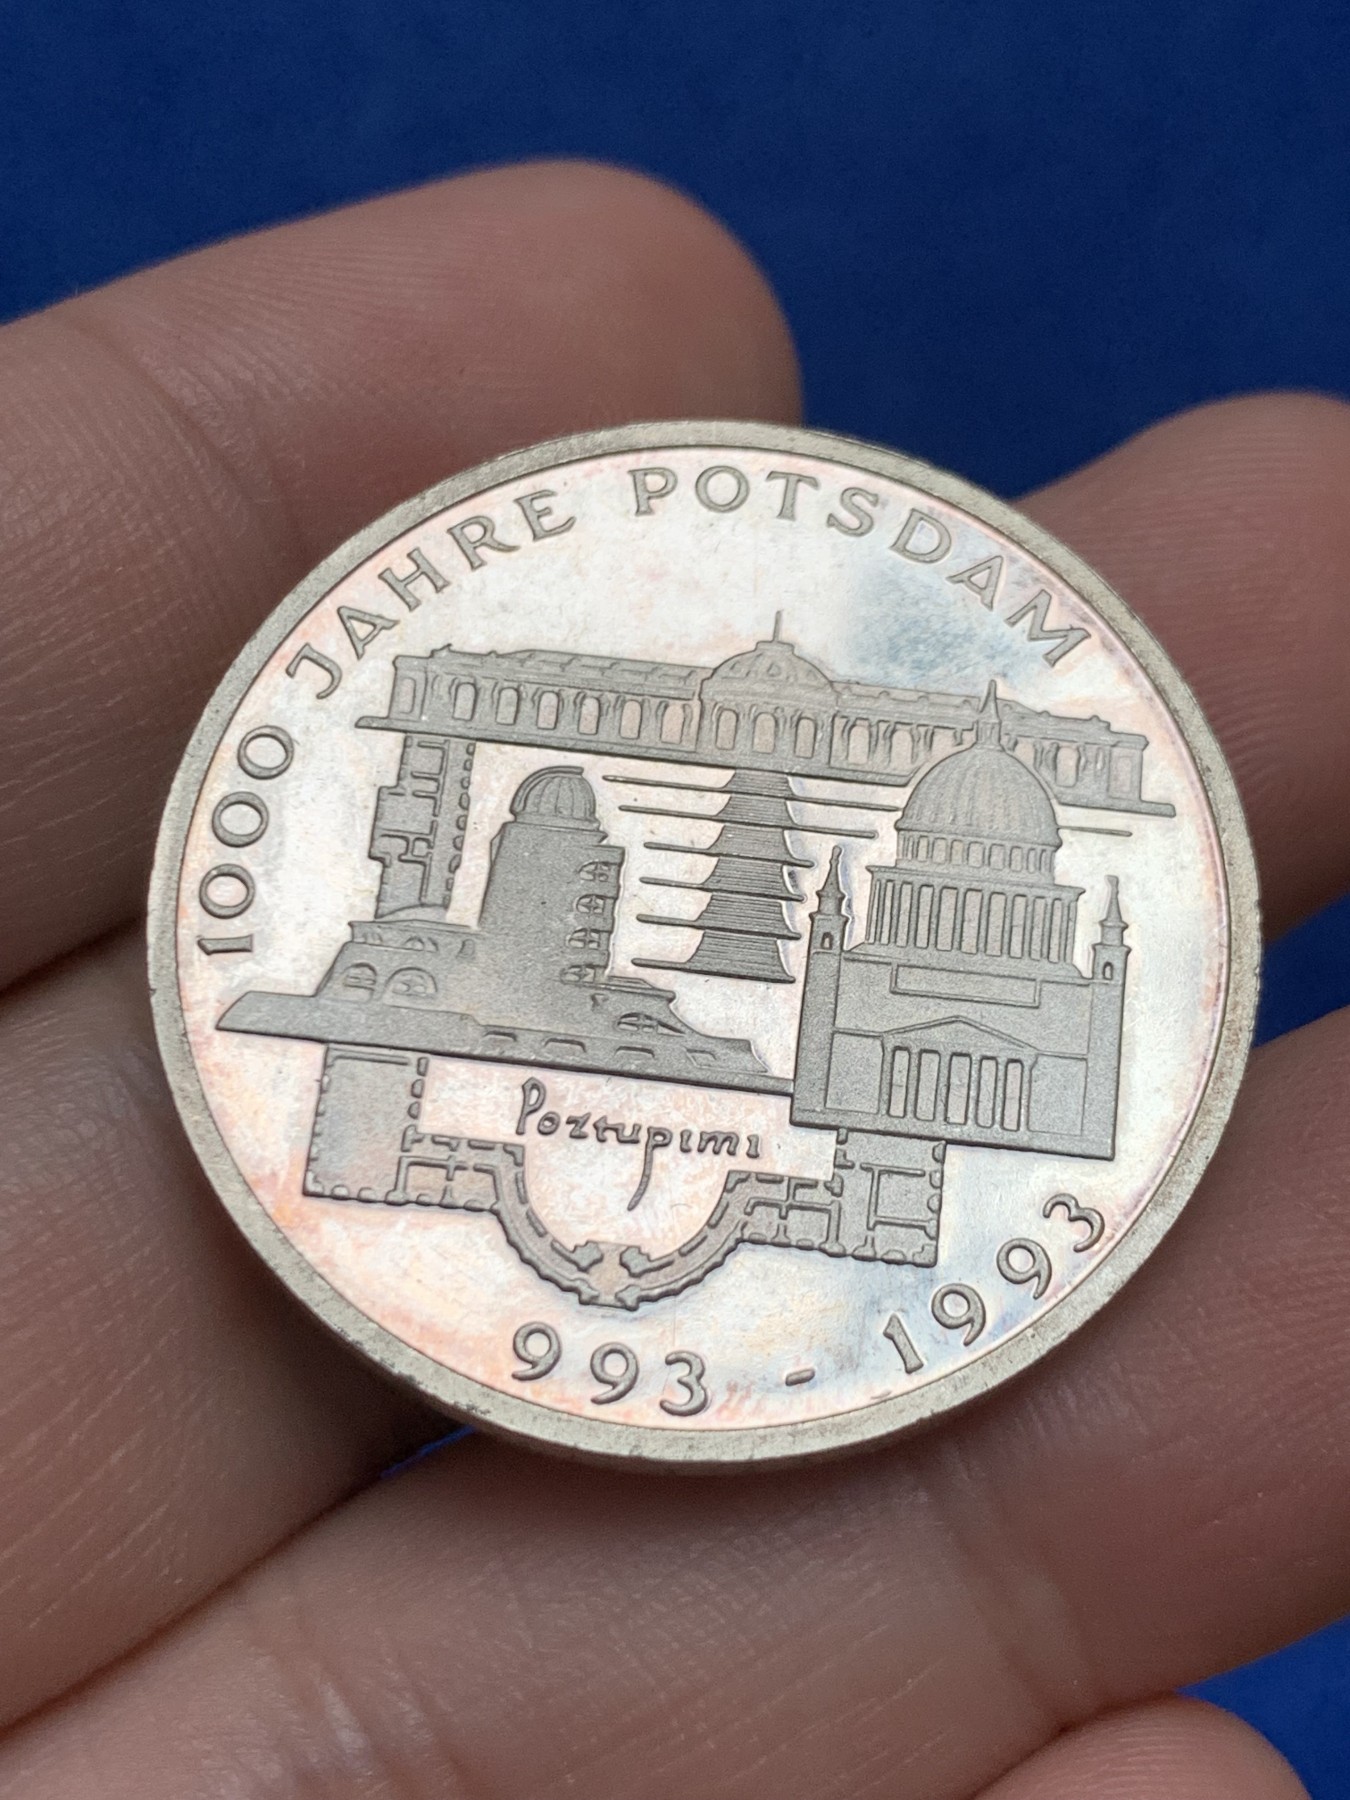 1000 JAHRE POTSDAM
Poztupimi
993 - 1993